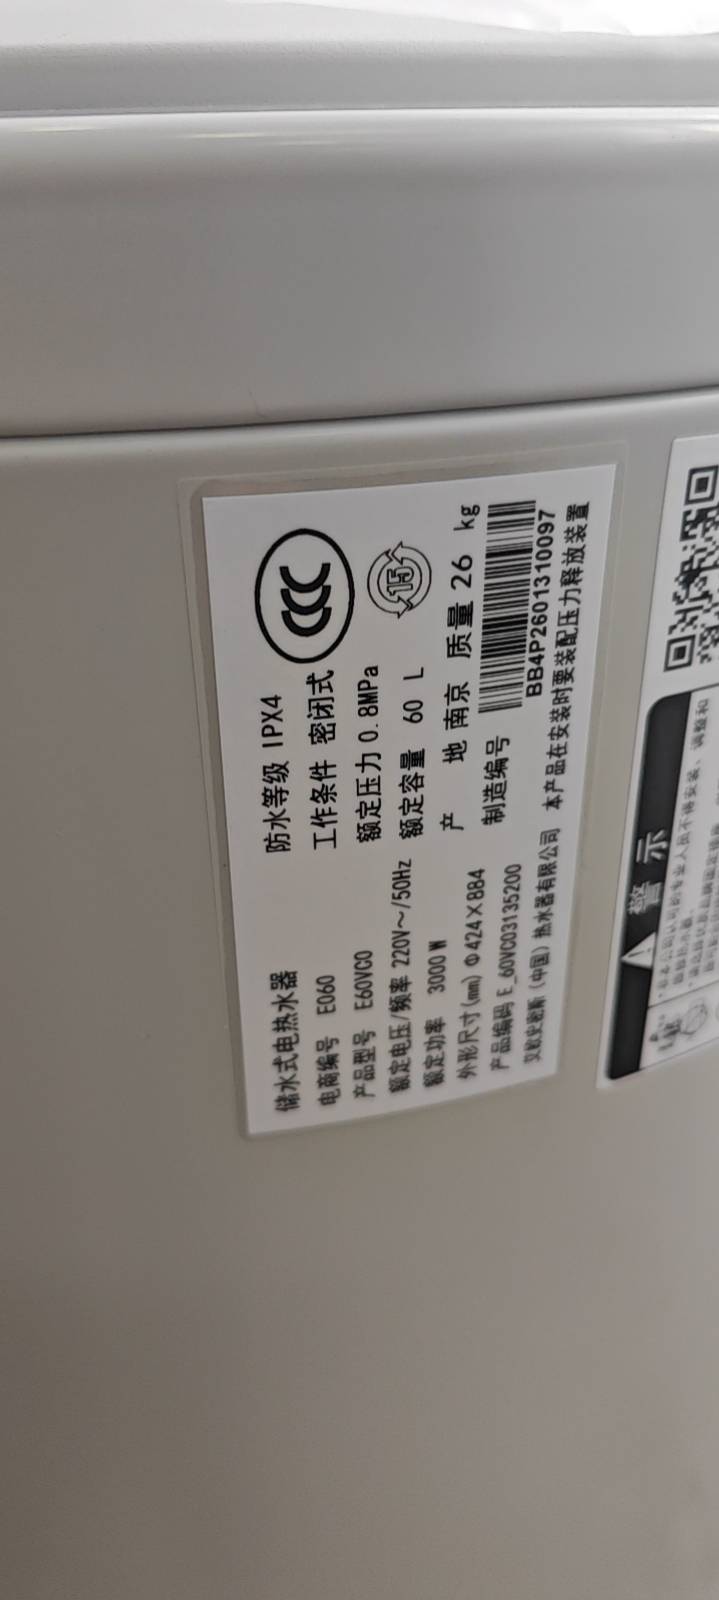 储水式电热水器
防水等级 IPX4
电商编号 E060
工作条件 密闭式
产品型号 E60VC0
额定压力 0.8MPa
额定电压/频率 220V～/50Hz
额定容量 60 L
额定功率 3000 W
产 地 南京 质量 26 kg
外形尺寸(mm) Φ424×884
制造编号
BB4P2601310097
产品编码 E_60VC03135200
艾欧史密斯（中国）热水器有限公司
本产品在安装时要装配压力释放装置
CCC
15
警示